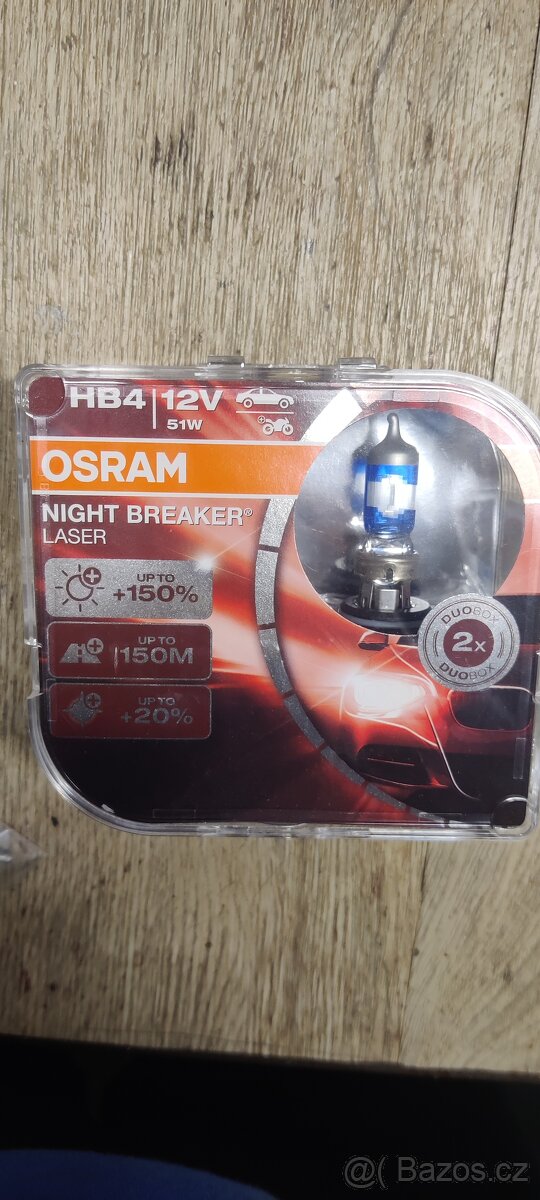 HB4 | 12V
51W
OSRAM
NIGHT BREAKER®
LASER
UP TO
+150%
UP TO
150M
UP TO
+20%
DUOBOX
2x
DUOBOX
@( Bazos.cz